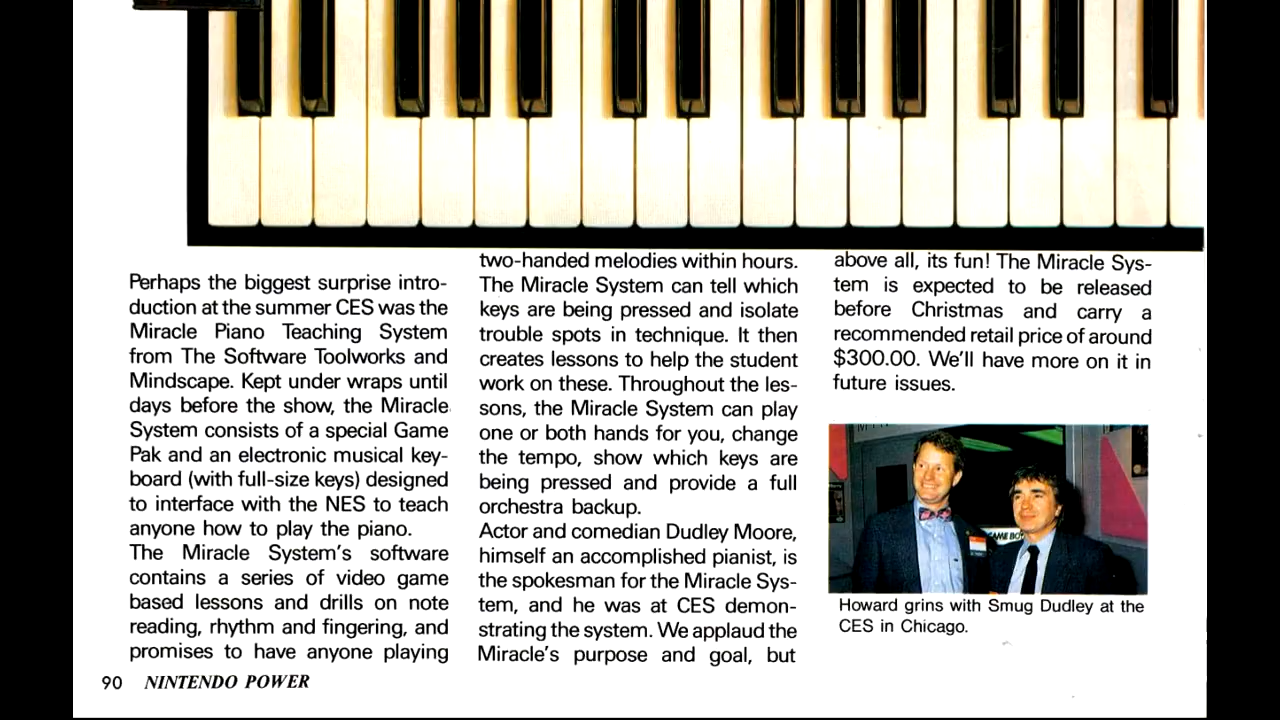 Perhaps the biggest surprise intro-
duction at the summer CES was the
Miracle Piano Teaching System
from The Software Toolworks and
Mindscape. Kept under wraps until
days before the show, the Miracle
System consists of a special Game
Pak and an electronic musical key-
board (with full-size keys) designed
to interface with the NES to teach
anyone how to play the piano.
The Miracle System's software
contains a series of video game
based lessons and drills on note
reading, rhythm and fingering, and
promises to have anyone playing
two-handed melodies within hours.
The Miracle System can tell which
keys are being pressed and isolate
trouble spots in technique. It then
creates lessons to help the student
work on these. Throughout the les-
sons, the Miracle System can play
one or both hands for you, change
the tempo, show which keys are
being pressed and provide a full
orchestra backup.
Actor and comedian Dudley Moore,
himself an accomplished pianist, is
the spokesman for the Miracle Sys-
tem, and he was at CES demon-
strating the system. We applaud the
Miracle's purpose and goal, but
above all, its fun! The Miracle Sys-
tem is expected to be released
before Christmas and carry a
recommended retail price of around
$300.00. We'll have more on it in
future issues.
GAME BOY
Howard grins with Smug Dudley at the
CES in Chicago.
90 NINTENDO POWER